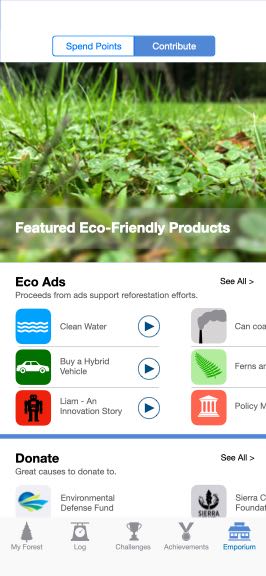 Spend Points
Contribute
Featured Eco-Friendly Products
Eco Ads
See All >
Proceeds from ads support reforestation efforts.
Clean Water
Can coa
Buy a Hybrid
Vehicle
Ferns an
Liam - An
Innovation Story
Policy M
Donate
See All >
Great causes to donate to.
Environmental
Defense Fund
SIERRA
Sierra C
Foundat
My Forest
Log
Challenges
Achievements
Emporium